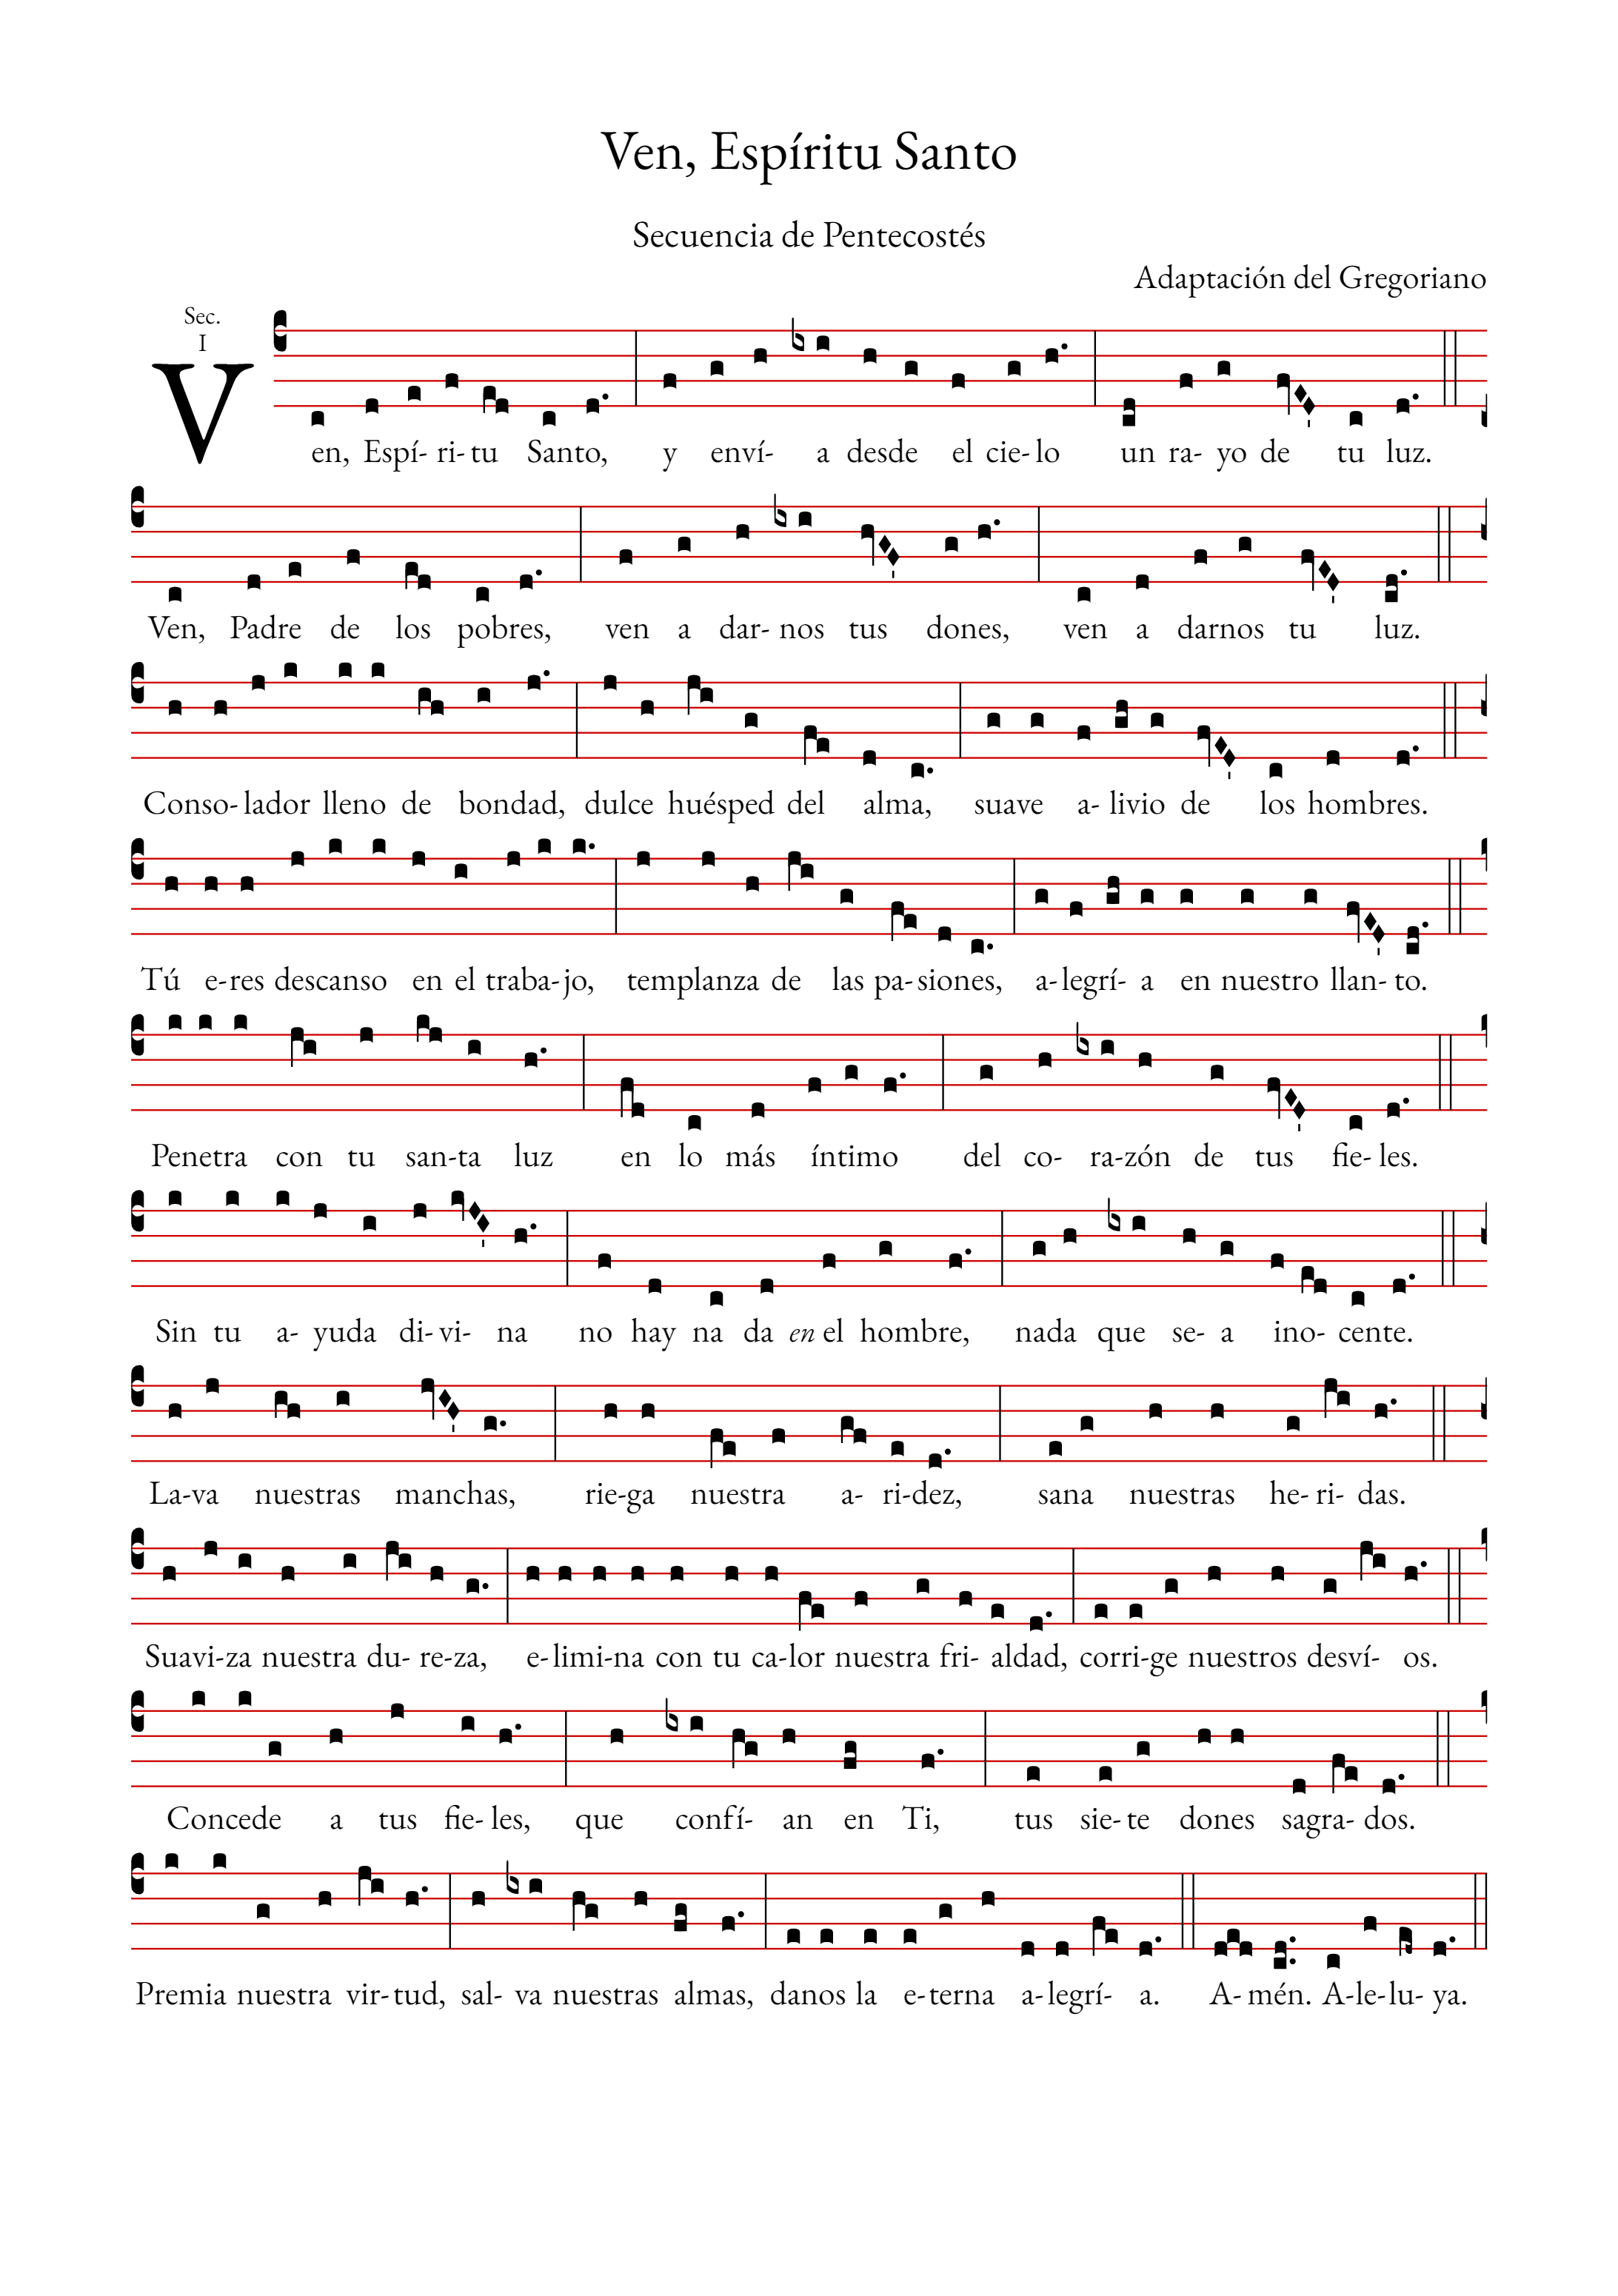 Ven, Espíritu Santo
Secuencia de Pentecostés
Adaptación del Gregoriano
Sec.
I
Ven, Espí- ri- tu Santo, y enví- a desde el cie- lo un ra- yo de tu luz.
Ven, Padre de los pobres, ven a dar- nos tus dones, ven a darnos tu luz.
Conso- lador lleno de bondad, dulce huésped del alma, suave a- livio de los hombres.
Tú e- res descanso en el traba- jo, templanza de las pa- siones, a- legrí- a en nuestro llan- to.
Penetra con tu san- ta luz en lo más íntimo del co- ra- zón de tus fie- les.
Sin tu a- yuda di- vi- na no hay na da en el hombre, nada que se- a ino- cente.
La- va nuestras manchas, rie- ga nuestra a- ri- dez, sana nuestras he- ri- das.
Suavi- za nuestra du- re- za, e- limi- na con tu ca- lor nuestra fri- aldad, corri- ge nuestros desví- os.
Concede a tus fie- les, que confí- an en Ti, tus sie- te dones sagra- dos.
Premia nuestra vir- tud, sal- va nuestras almas, danos la e- terna a- legrí- a. A- mén. A- le- lu- ya.